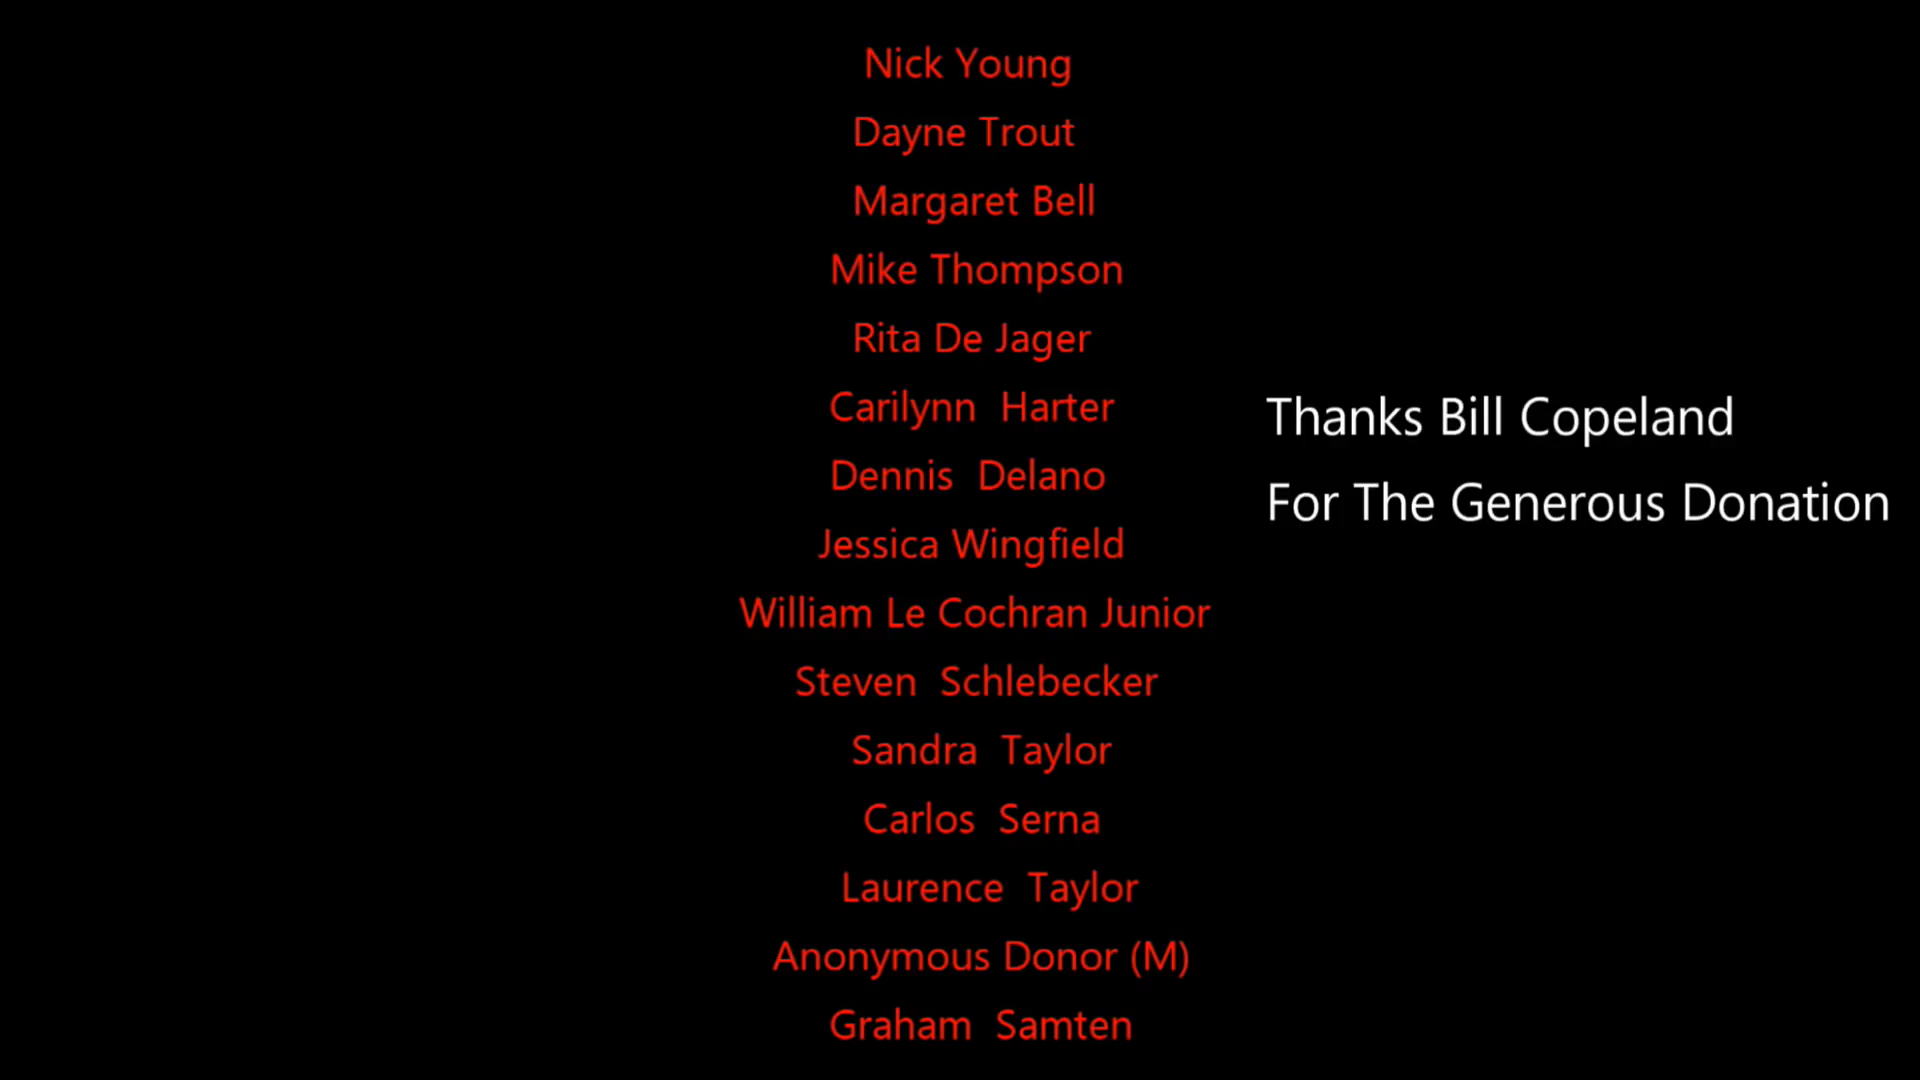 Nick Young
Dayne Trout
Margaret Bell
Mike Thompson
Rita De Jager
Carilynn  Harter
Dennis  Delano
Jessica Wingfield
William Le Cochran Junior
Steven  Schlebecker
Sandra  Taylor
Carlos  Serna
Laurence  Taylor
Anonymous Donor (M)
Graham  Samten
Thanks Bill Copeland
For The Generous Donation